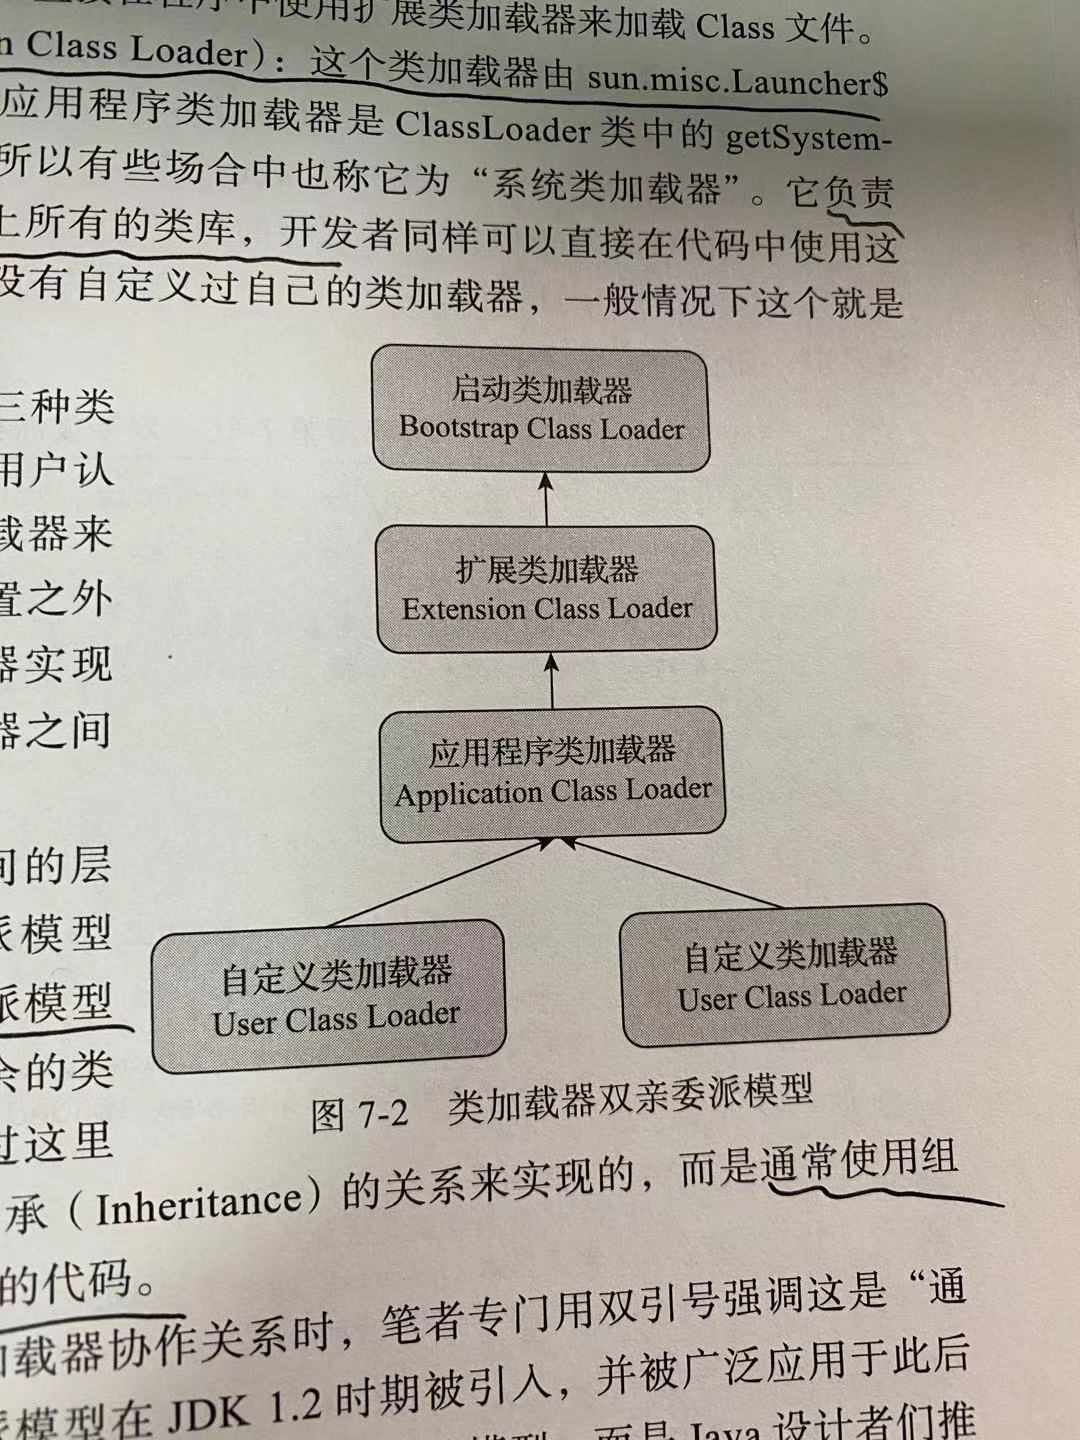 在程序中使用扩展类加载器来加载 Class 文件。
n Class Loader）：这个类加载器由 sun.misc.Launcher$
应用程序类加载器是 ClassLoader 类中的 getSystem-
所以有些场合中也称它为“系统类加载器”。它负责
上所有的类库，开发者同样可以直接在代码中使用这
没有自定义过自己的类加载器，一般情况下这个就是
三种类
用户认
载器来
置之外
器实现
器之间
间的层
派模型
派模型
余的类
过这里
启动类加载器
Bootstrap Class Loader
扩展类加载器
Extension Class Loader
应用程序类加载器
Application Class Loader
自定义类加载器
User Class Loader
自定义类加载器
User Class Loader
图 7-2 类加载器双亲委派模型
承（Inheritance）的关系来实现的，而是通常使用组
的代码。
加载器协作关系时，笔者专门用双引号强调这是“通
派模型在 JDK 1.2 时期被引入，并被广泛应用于此后
模型，而是 Java 设计者们推